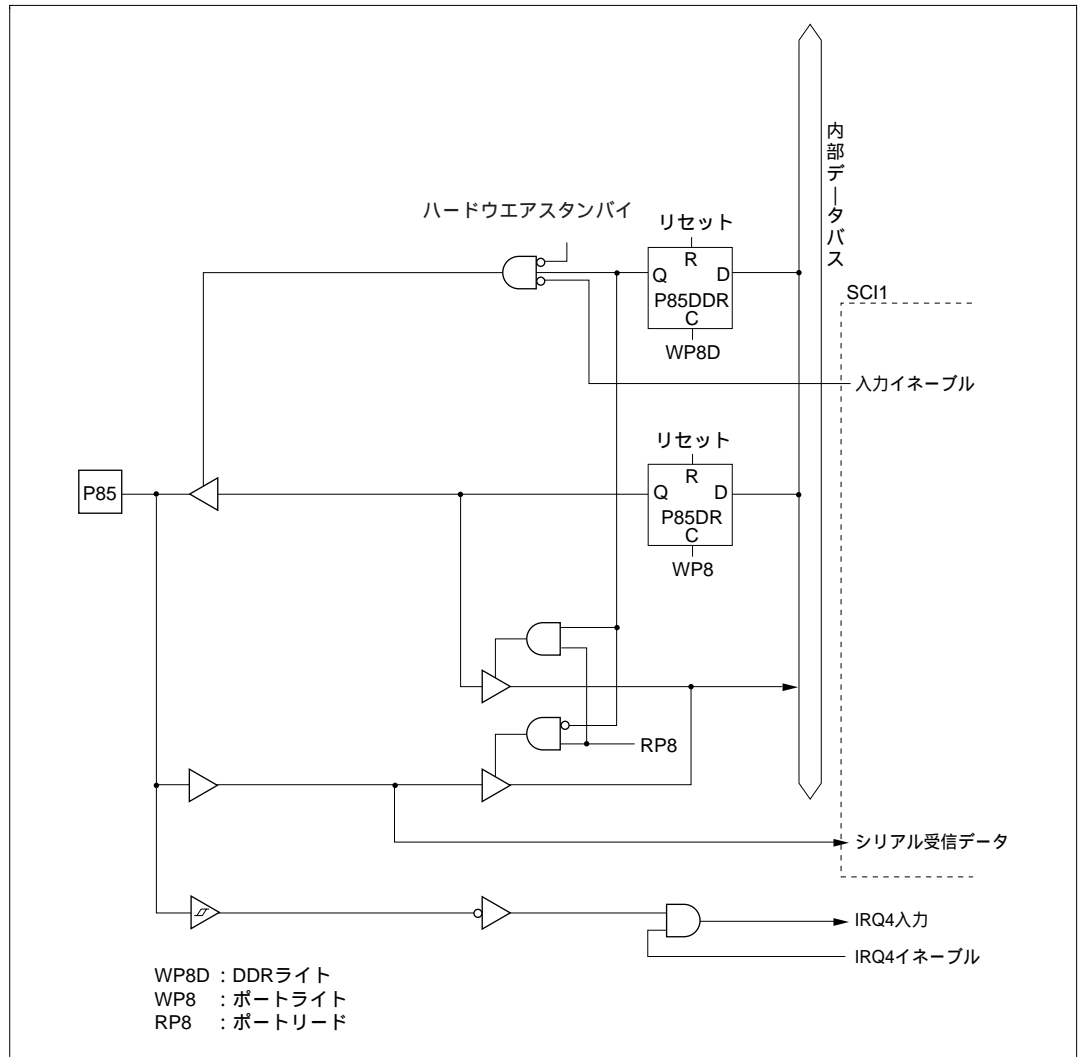 内部データバス
ハードウエアスタンバイ
リセット
R
Q D
P85DDR
C
WP8D
SCI1
入力イネーブル
リセット
R
Q D
P85DR
C
WP8
P85
RP8
シリアル受信データ
IRQ4入力
IRQ4イネーブル
WP8D : DDRライト
WP8 : ポートライト
RP8 : ポートリード